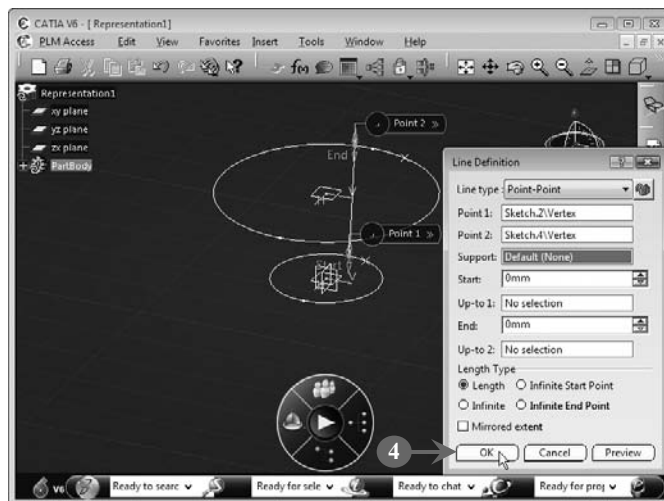 CATIA V6 - [ Representation1]
PLM Access Edit View Favorites Insert Tools Window Help
Representation1
xy plane
yz plane
zx plane
PartBody
Point 2
End
Point 1
Start
Line Definition
Line type : Point-Point
Point 1: Sketch.2\Vertex
Point 2: Sketch.4\Vertex
Support: Default (None)
Start: 0mm
Up-to 1: No selection
End: 0mm
Up-to 2: No selection
Length Type
Length Infinite Start Point
Infinite Infinite End Point
Mirrored extent
4
OK Cancel Preview
V6 Ready to searc Ready for sele Ready to chat Ready for proj